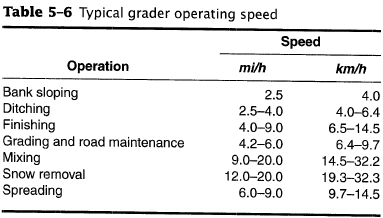 Table 5–6 Typical grader operating speed
Speed
Operation mi/h km/h
Bank sloping 2.5 4.0
Ditching 2.5–4.0 4.0–6.4
Finishing 4.0–9.0 6.5–14.5
Grading and road maintenance 4.2–6.0 6.4–9.7
Mixing 9.0–20.0 14.5–32.2
Snow removal 12.0–20.0 19.3–32.3
Spreading 6.0–9.0 9.7–14.5